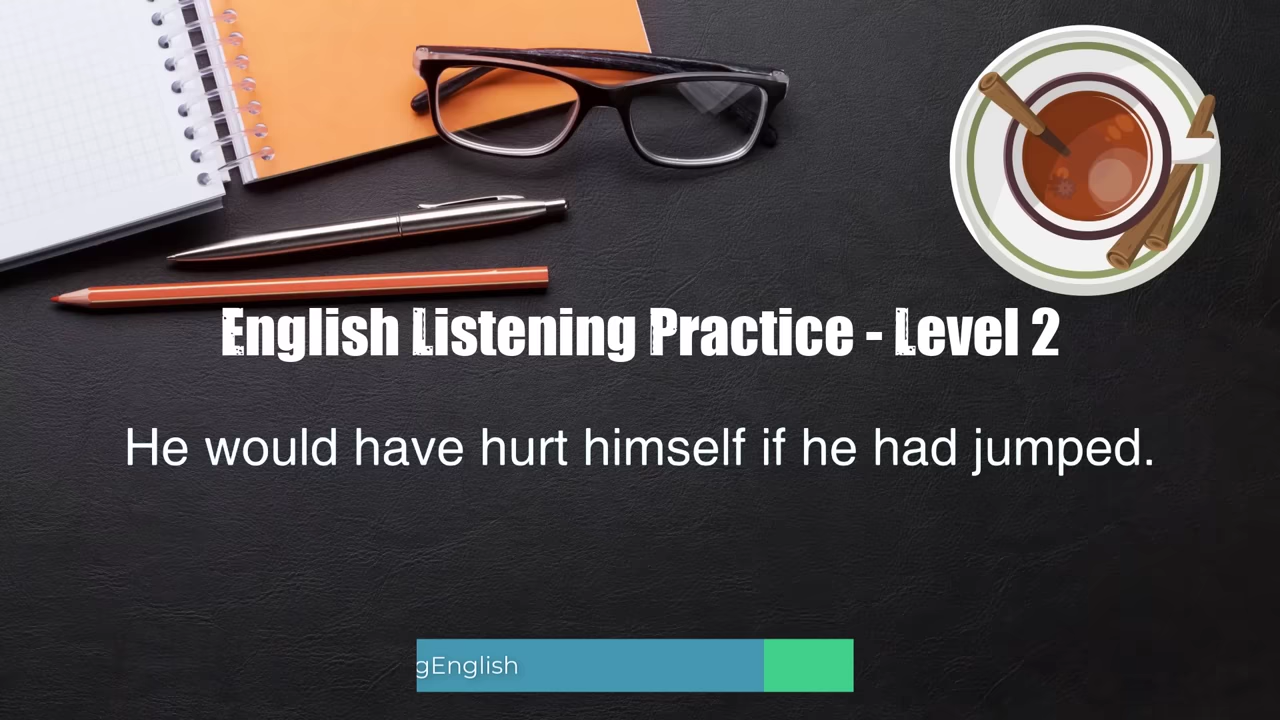 English Listening Practice - Level 2
He would have hurt himself if he had jumped.
gEnglish